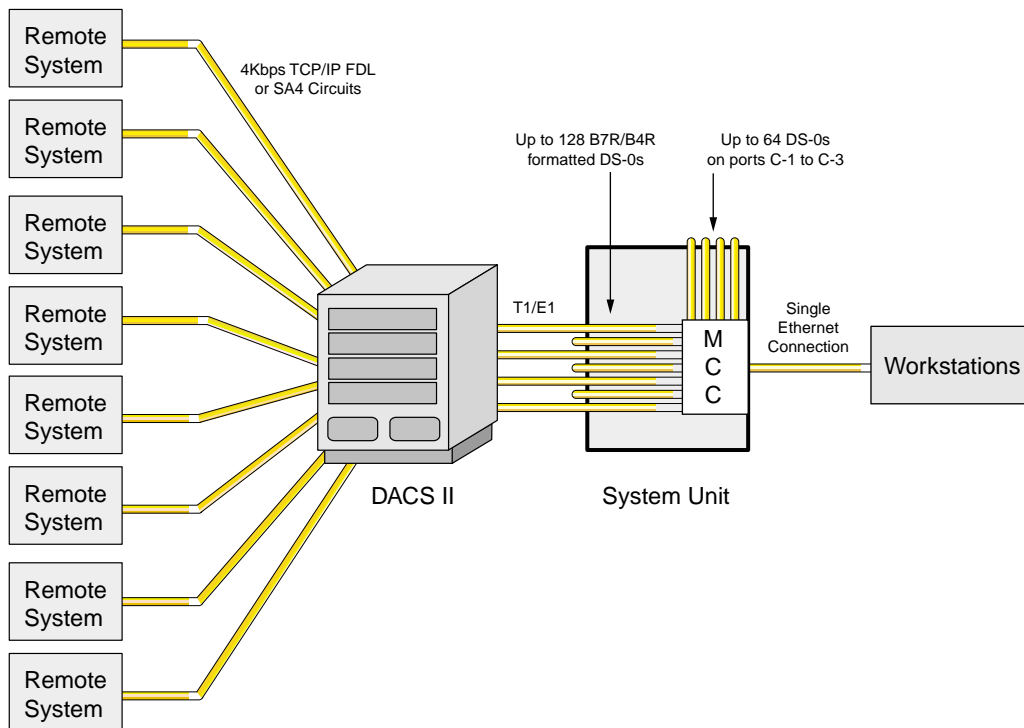 Remote
System
4Kbps TCP/IP FDL
or SA4 Circuits
Remote
System
Up to 128 B7R/B4R
formatted DS-0s
Up to 64 DS-0s
on ports C-1 to C-3
Remote
System
Remote
System
T1/E1
M
C
C
Single
Ethernet
Connection
Workstations
Remote
System
Remote
System
DACS II
System Unit
Remote
System
Remote
System